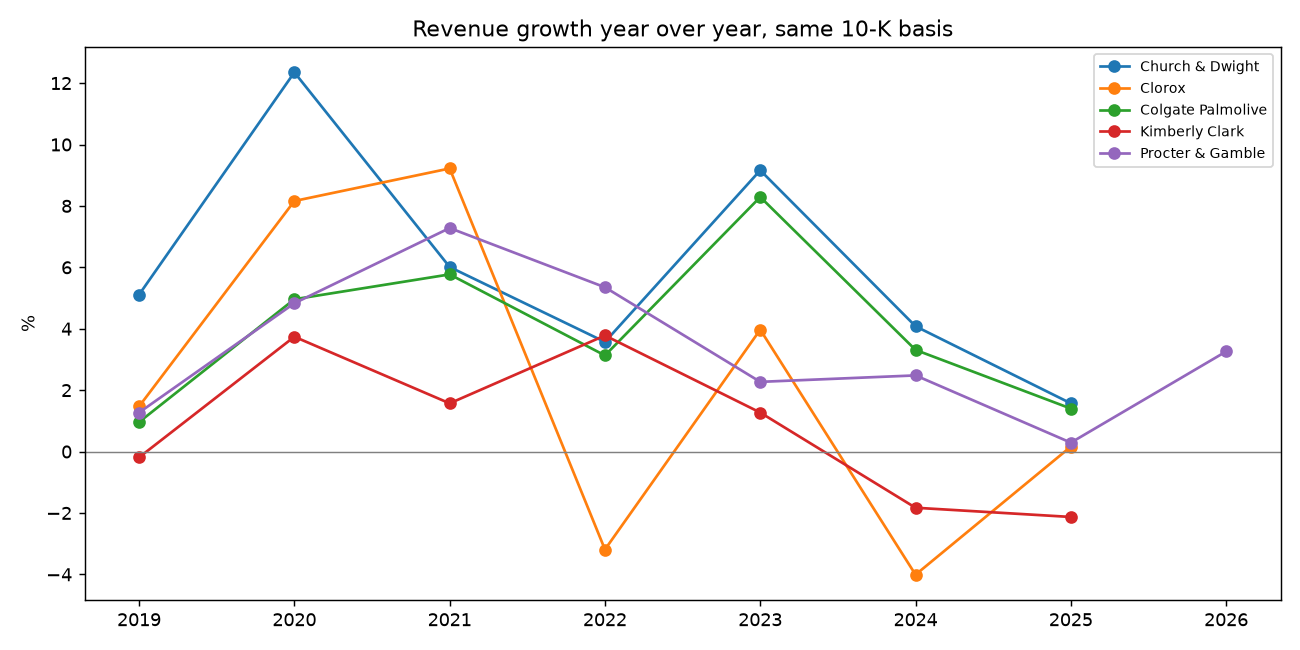 Revenue growth year over year, same 10-K basis
Church & Dwight
Clorox
Colgate Palmolive
Kimberly Clark
Procter & Gamble
%
12
10
8
6
4
2
0
−2
−4
2019 2020 2021 2022 2023 2024 2025 2026